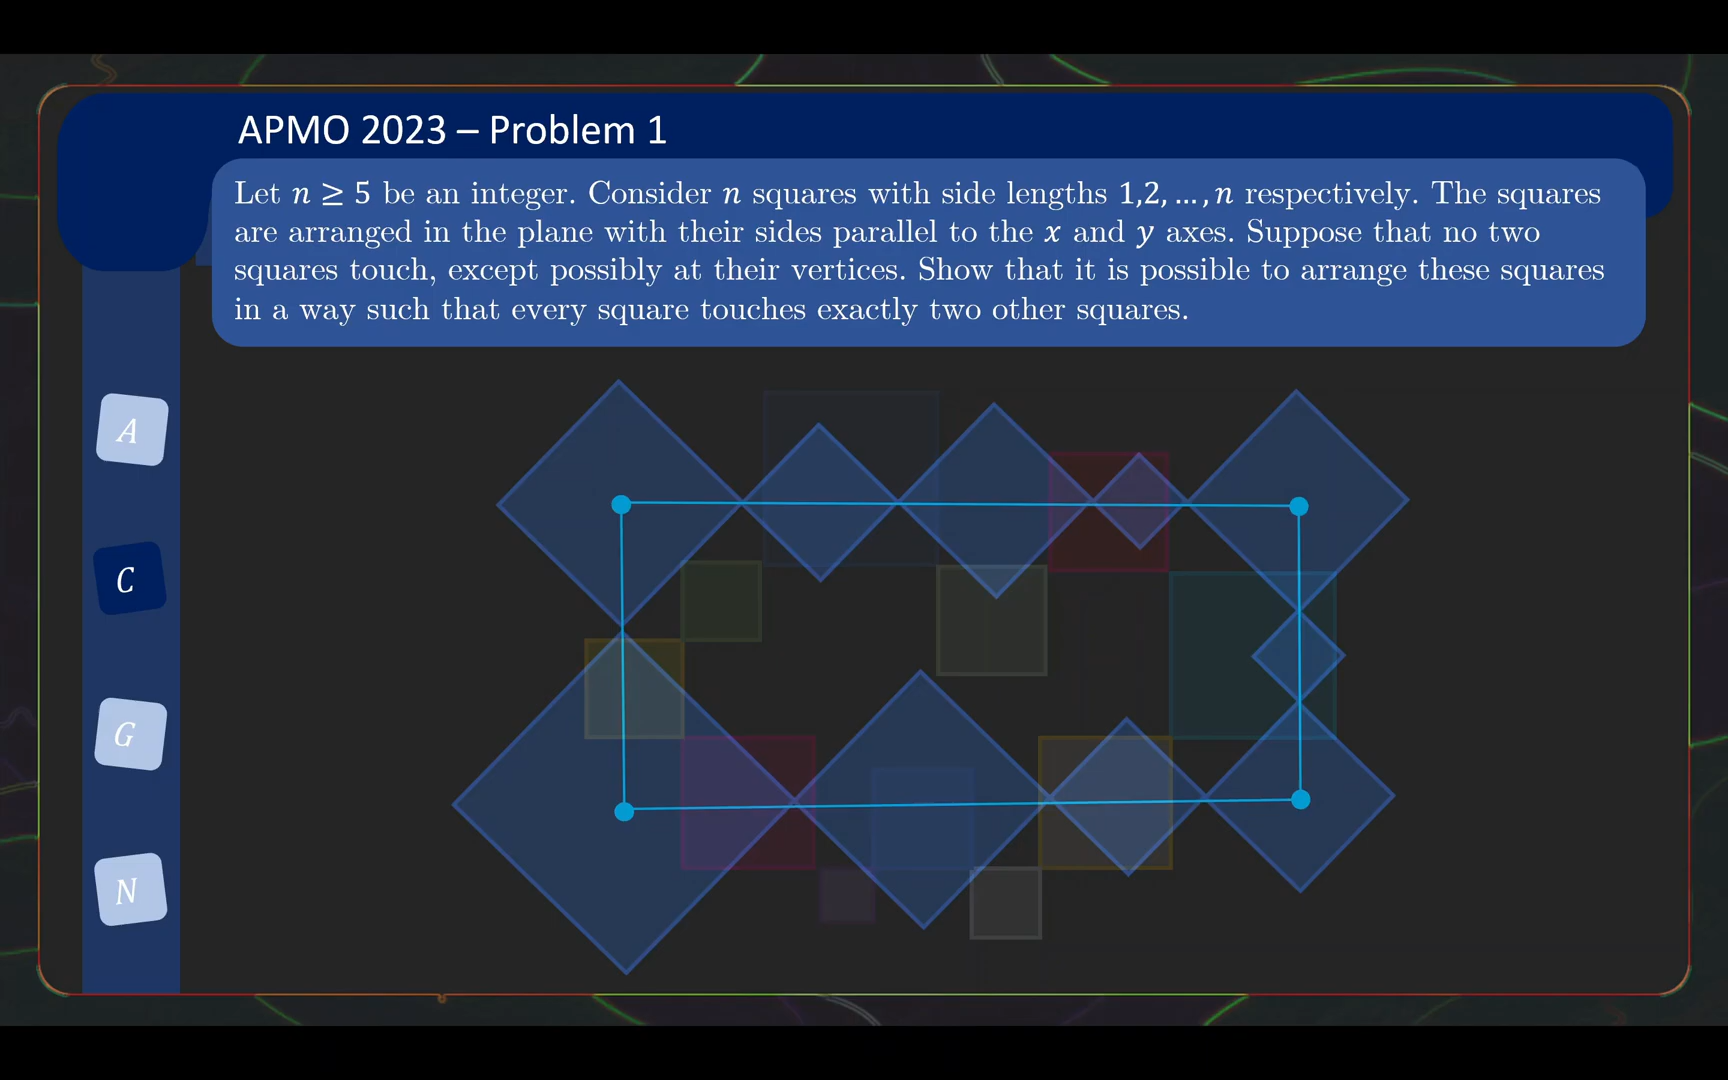 APMO 2023 – Problem 1
Let n ≥ 5 be an integer. Consider n squares with side lengths 1,2, … , n respectively. The squares
are arranged in the plane with their sides parallel to the x and y axes. Suppose that no two
squares touch, except possibly at their vertices. Show that it is possible to arrange these squares
in a way such that every square touches exactly two other squares.
A
C
G
N